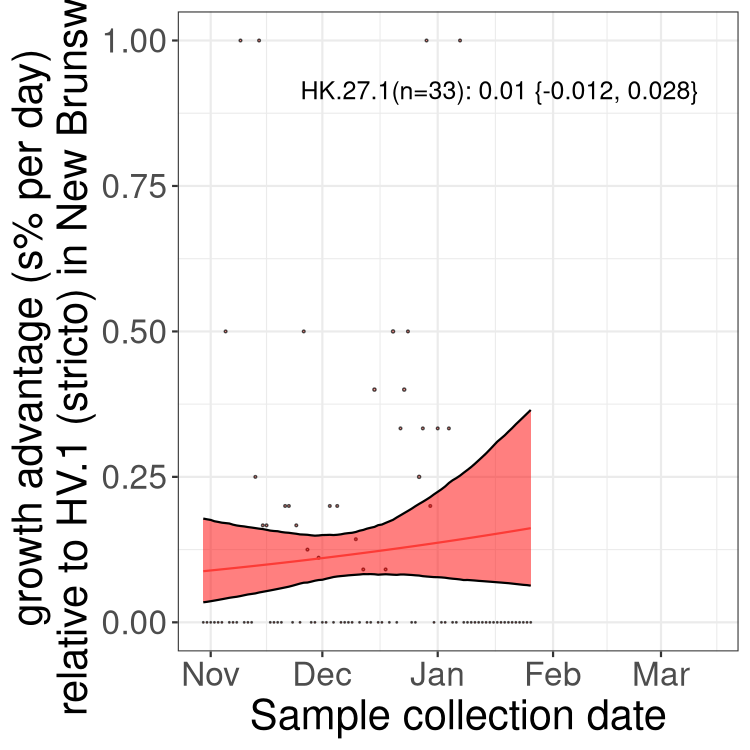 growth advantage (s% per day)
relative to HV.1 (stricto) in New Brunsw
1.00
0.75
0.50
0.25
0.00
HK.27.1(n=33): 0.01 {-0.012, 0.028}
Nov Dec Jan Feb Mar
Sample collection date